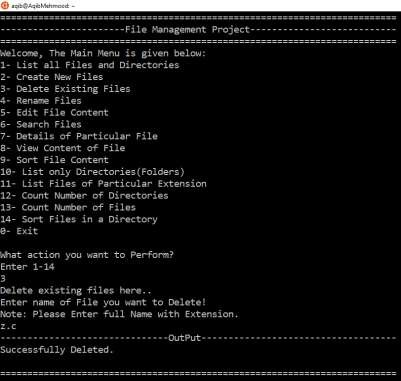 aqib@AqibMehmood: ~
================================================================================
-------------------------File Management Project-----------------------------
================================================================================
Welcome, The Main Menu is given below:
1- List all Files and Directories
2- Create New Files
3- Delete Existing Files
4- Rename Files
5- Edit File Content
6- Search Files
7- Details of Particular File
8- View Content of File
9- Sort File Content
10- List only Directories(Folders)
11- List Files of Particular Extension
12- Count Number of Directories
13- Count Number of Files
14- Sort Files in a Directory
0- Exit
What action you want to Perform?
Enter 1-14
3
Delete existing files here..
Enter name of File you want to Delete!
Note: Please Enter full Name with Extension.
z.c
---------------------------------OutPut---------------------------------------
Successfully Deleted.
================================================================================